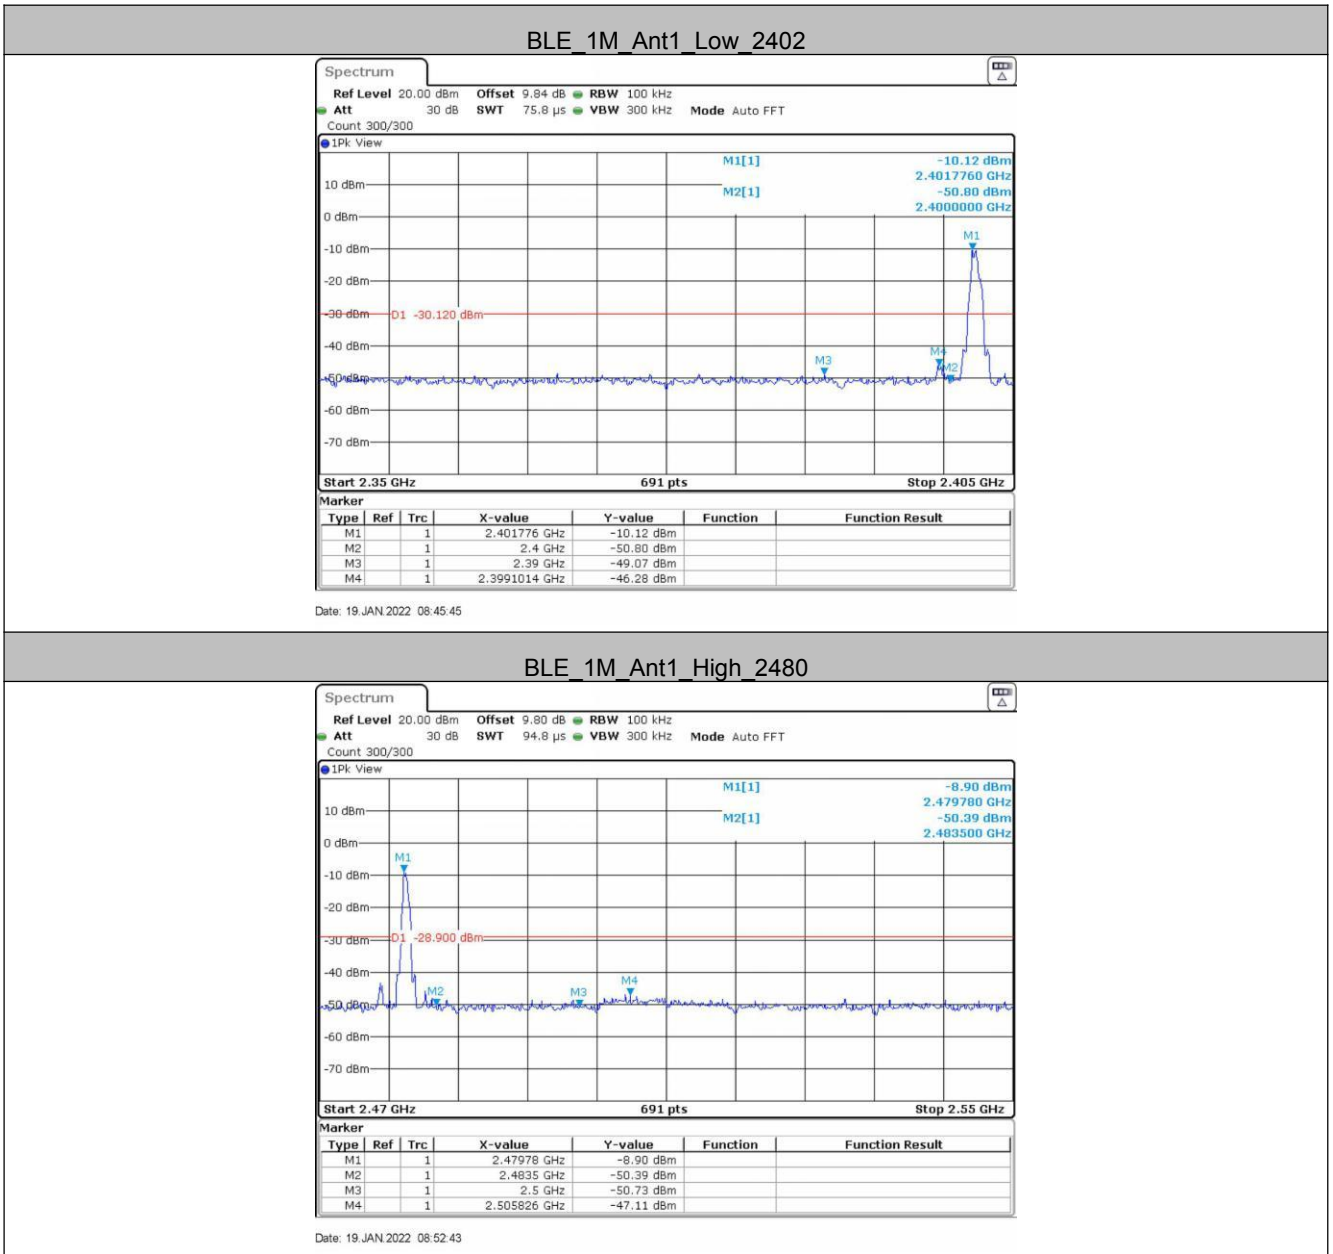 BLE_1M_Ant1_Low_2402
Spectrum
Ref Level 20.00 dBm Offset 9.84 dB RBW 100 kHz
Att 30 dB SWT 75.8 µs VBW 300 kHz Mode Auto FFT
Count 300/300
1Pk View
M1[1] -10.12 dBm
2.4017760 GHz
10 dBm
M2[1] -50.80 dBm
2.4000000 GHz
0 dBm
M1
-10 dBm
-20 dBm
-30 dBm D1 -30.120 dBm
-40 dBm
M3 M4
M2
-50 dBm
-60 dBm
-70 dBm
Start 2.35 GHz 691 pts Stop 2.405 GHz
Marker
Type Ref Trc X-value Y-value Function Function Result
M1 1 2.401776 GHz -10.12 dBm
M2 1 2.4 GHz -50.80 dBm
M3 1 2.39 GHz -49.07 dBm
M4 1 2.3991014 GHz -46.28 dBm
Date: 19.JAN.2022 08:45:45
BLE_1M_Ant1_High_2480
Spectrum
Ref Level 20.00 dBm Offset 9.80 dB RBW 100 kHz
Att 30 dB SWT 94.8 µs VBW 300 kHz Mode Auto FFT
Count 300/300
1Pk View
M1[1] -8.90 dBm
2.479780 GHz
10 dBm
M2[1] -50.39 dBm
2.483500 GHz
0 dBm
M1
-10 dBm
-20 dBm
-30 dBm D1 -28.900 dBm
-40 dBm
M2 M3 M4
-50 dBm
-60 dBm
-70 dBm
Start 2.47 GHz 691 pts Stop 2.55 GHz
Marker
Type Ref Trc X-value Y-value Function Function Result
M1 1 2.47978 GHz -8.90 dBm
M2 1 2.4835 GHz -50.39 dBm
M3 1 2.5 GHz -50.73 dBm
M4 1 2.505826 GHz -47.11 dBm
Date: 19.JAN.2022 08:52:43